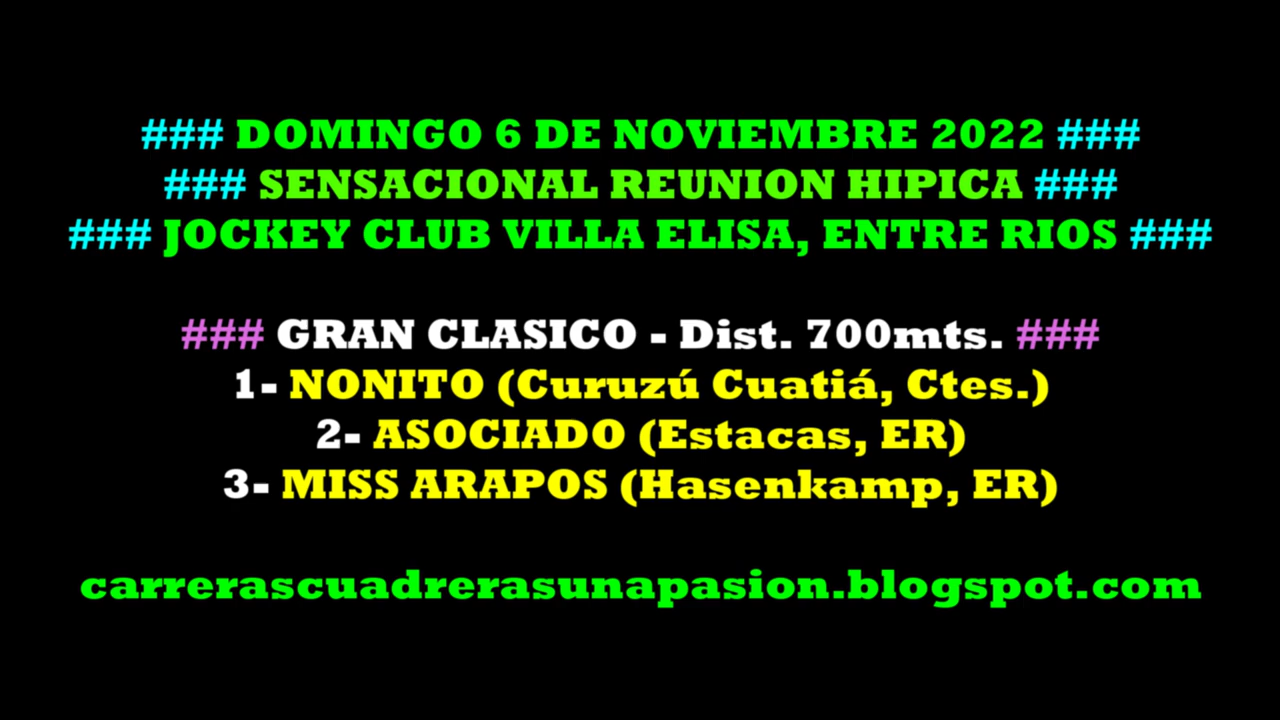 ### DOMINGO 6 DE NOVIEMBRE 2022 ###
### SENSACIONAL REUNION HIPICA ###
### JOCKEY CLUB VILLA ELISA, ENTRE RIOS ###
### GRAN CLASICO - Dist. 700mts. ###
1- NONITO (Curuzú Cuatiá, Ctes.)
2- ASOCIADO (Estacas, ER)
3- MISS ARAPOS (Hasenkamp, ER)
carrerascuadrerasunapasion.blogspot.com